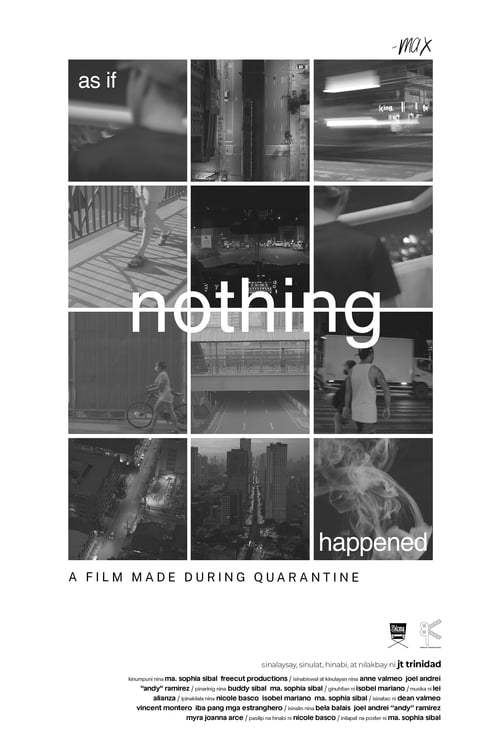 -max
as if
nothing
happened
A FILM MADE DURING QUARANTINE
sinalaysay, sinulat, hinabi, at nilakbay ni jt trinidad
kinumpuni nina ma. sophia sibal freecut productions / isinabiswal at kinulayan nina anne valmeo joel andrei
"andy" ramirez / pinarinig nina buddy sibal ma. sophia sibal / ginuhitan ni isobel mariano / musika ni lei
alianza / ipinakilala nina nicole basco isobel mariano ma. sophia sibal / isinatao ni dean valmeo
vincent montero iba pang mga estranghero / isinalin nina bela balais joel andrei "andy" ramirez
myra joanna arce / pasilip na hinabi ni nicole basco / inilapat na poster ni ma. sophia sibal